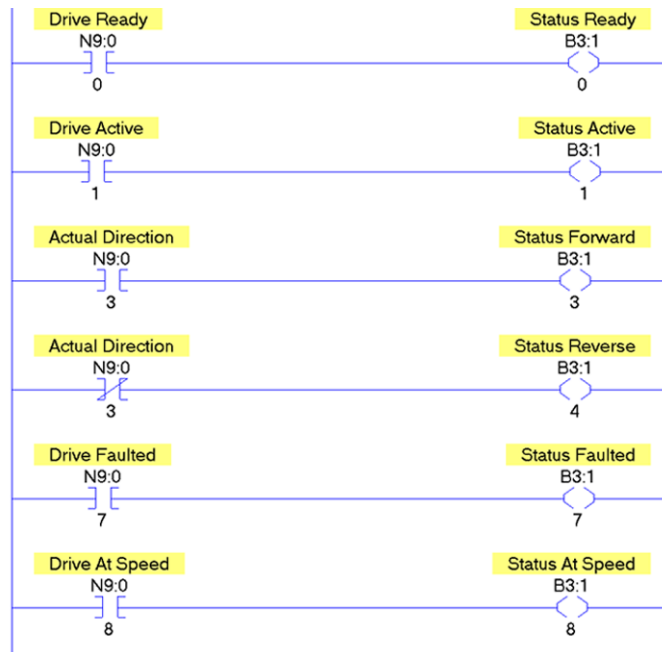 Drive Ready Status Ready
N9:0 B3:1
0 0
Drive Active Status Active
N9:0 B3:1
1 1
Actual Direction Status Forward
N9:0 B3:1
3 3
Actual Direction Status Reverse
N9:0 B3:1
3 4
Drive Faulted Status Faulted
N9:0 B3:1
7 7
Drive At Speed Status At Speed
N9:0 B3:1
8 8